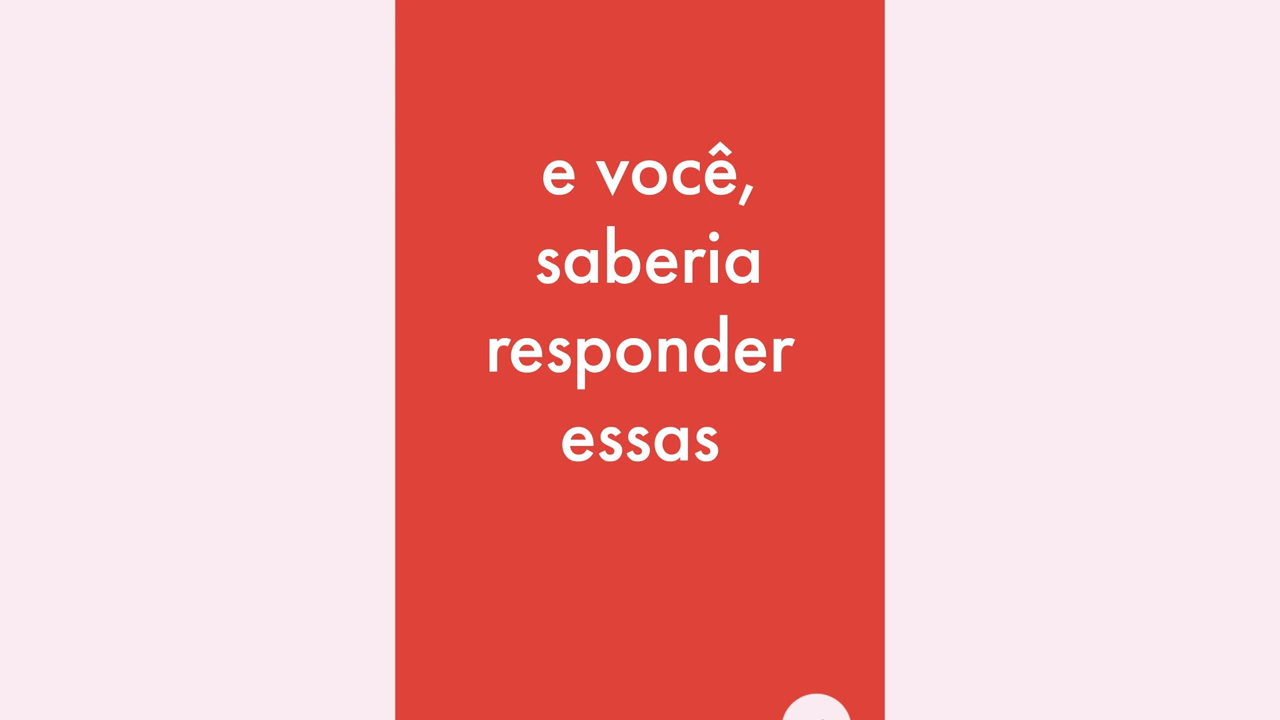 e você,
saberia
responder
essas